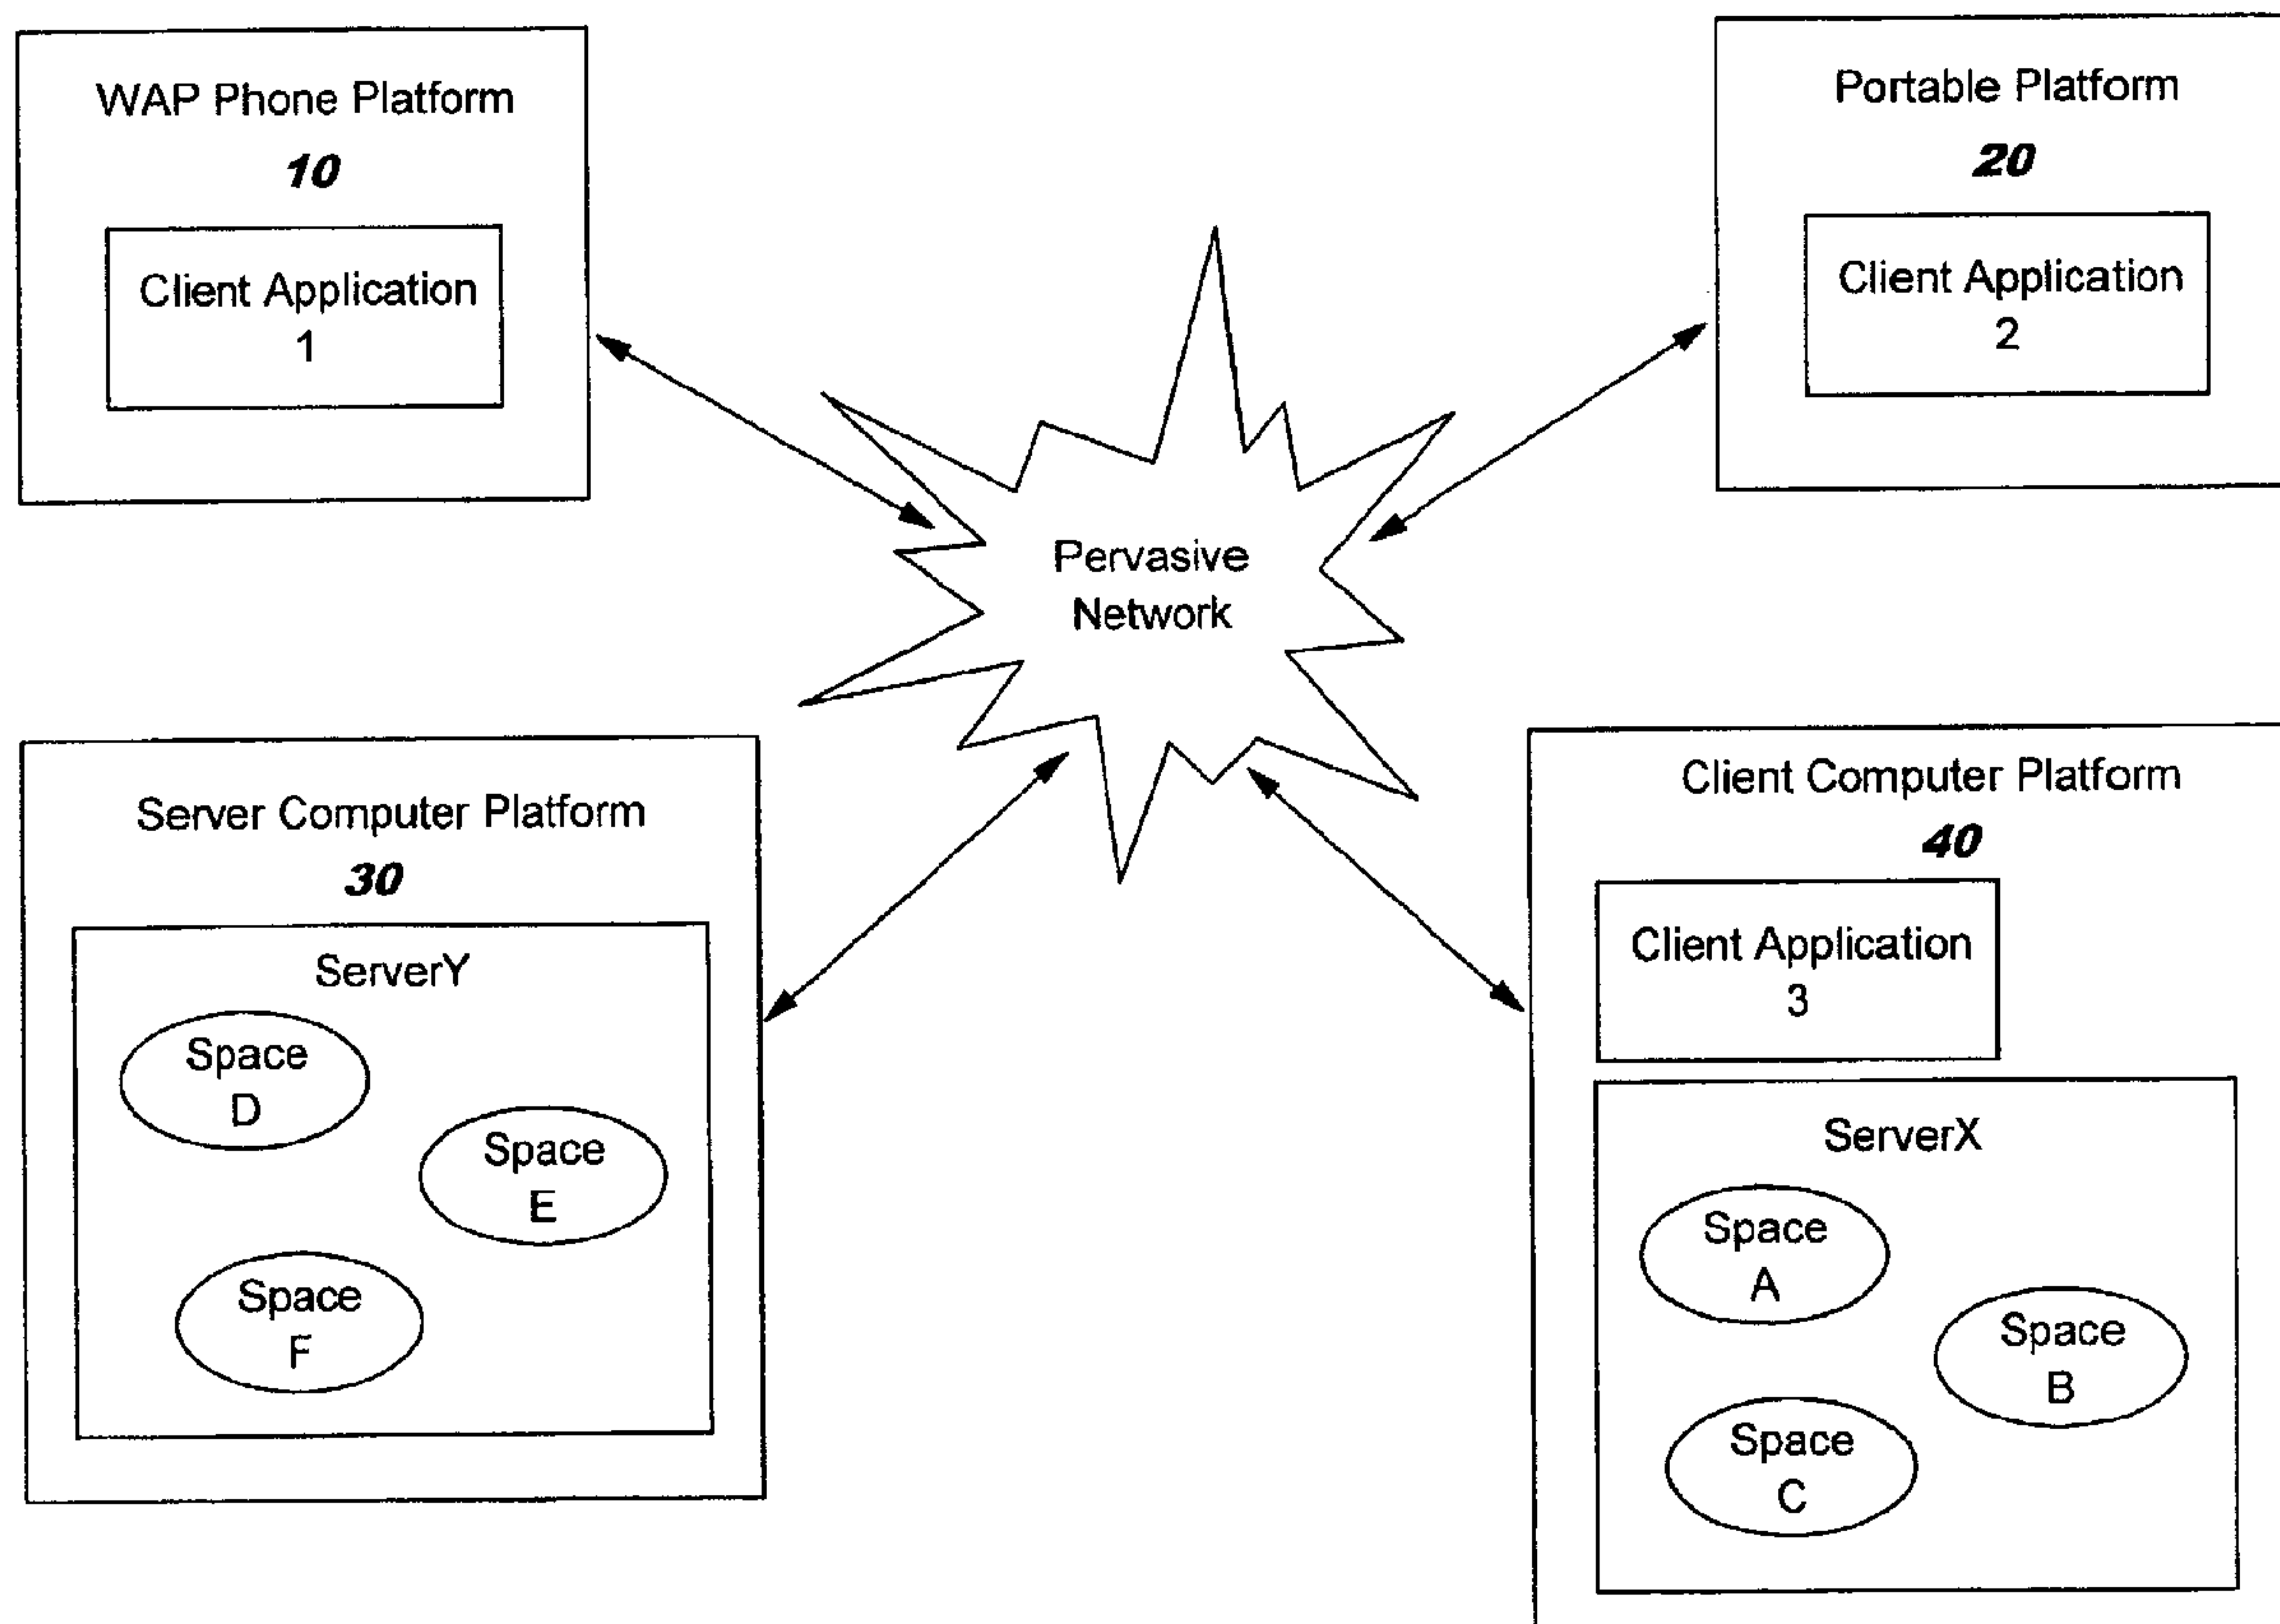 WAP Phone Platform
10
Client Application
1
Portable Platform
20
Client Application
2
Pervasive
Network
Server Computer Platform
30
ServerY
Space
D
Space
E
Space
F
Client Computer Platform
40
Client Application
3
ServerX
Space
A
Space
B
Space
C